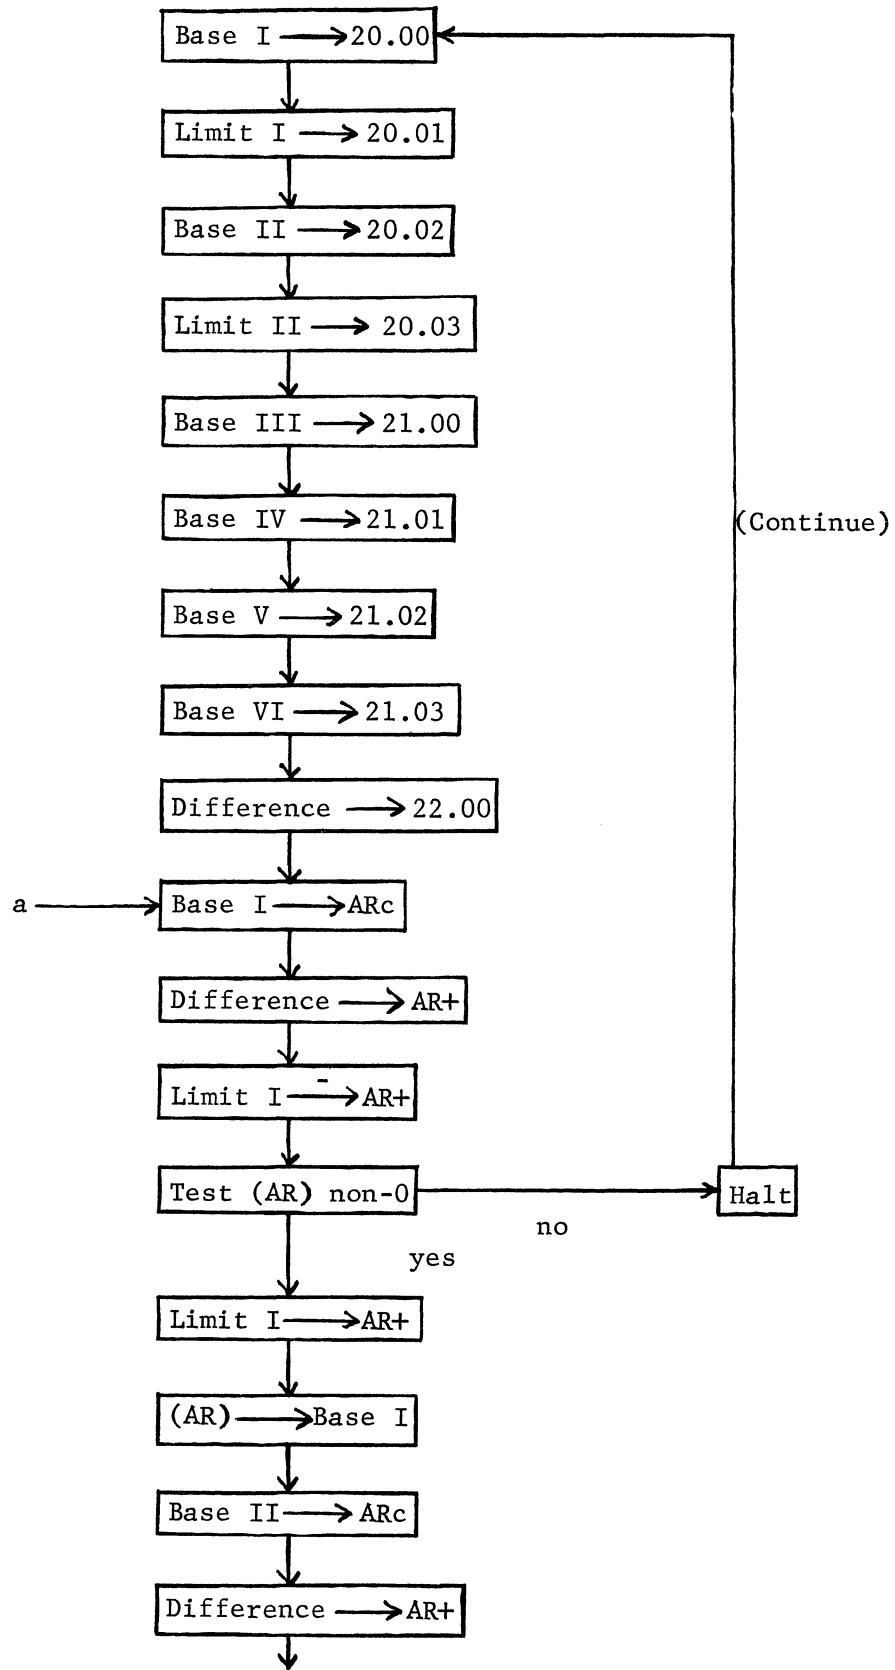 Base I → 20.00
Limit I → 20.01
Base II → 20.02
Limit II → 20.03
Base III → 21.00
Base IV → 21.01
(Continue)
Base V → 21.02
Base VI → 21.03
Difference → 22.00
a → Base I → ARc
Difference → AR+
Limit I -→ AR+
Test (AR) non-0
Halt
no
yes
Limit I → AR+
(AR) → Base I
Base II → ARc
Difference → AR+